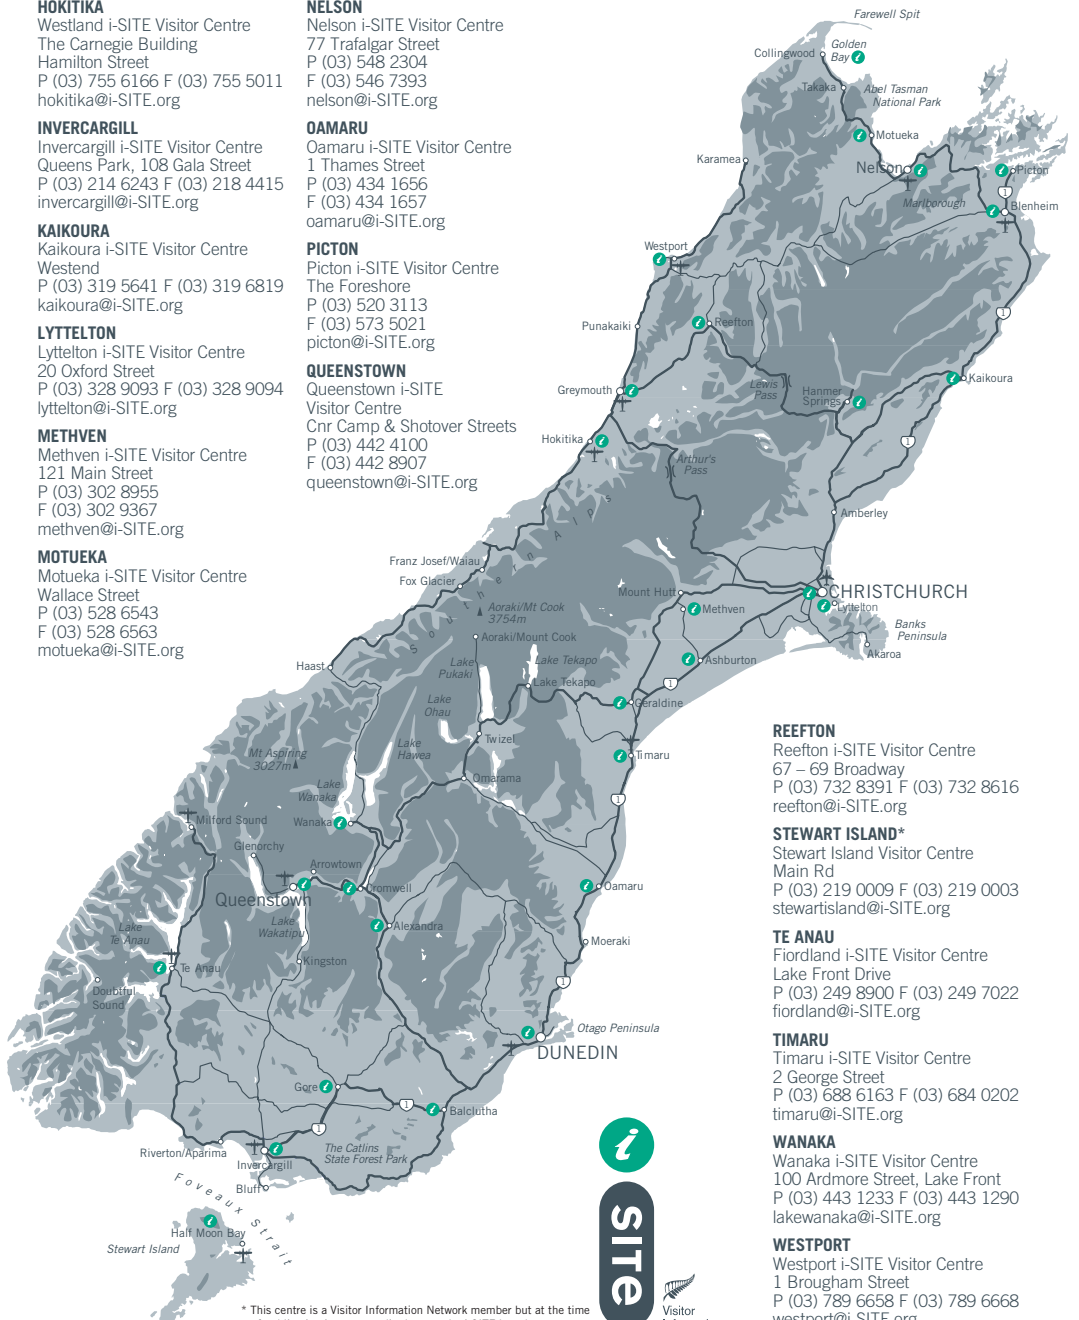 HOKITIKA
Westland i-SITE Visitor Centre
The Carnegie Building
Hamilton Street
P (03) 755 6166 F (03) 755 5011
hokitika@i-SITE.org
INVERCARGILL
Invercargill i-SITE Visitor Centre
Queens Park, 108 Gala Street
P (03) 214 6243 F (03) 218 4415
invercargill@i-SITE.org
KAIKOURA
Kaikoura i-SITE Visitor Centre
Westend
P (03) 319 5641 F (03) 319 6819
kaikoura@i-SITE.org
LYTTELTON
Lyttelton i-SITE Visitor Centre
20 Oxford Street
P (03) 328 9093 F (03) 328 9094
lyttelton@i-SITE.org
METHVEN
Methven i-SITE Visitor Centre
121 Main Street
P (03) 302 8955
F (03) 302 9367
methven@i-SITE.org
MOTUEKA
Motueka i-SITE Visitor Centre
Wallace Street
P (03) 528 6543
F (03) 528 6563
motueka@i-SITE.org
NELSON
Nelson i-SITE Visitor Centre
77 Trafalgar Street
P (03) 548 2304
F (03) 546 7393
nelson@i-SITE.org
OAMARU
Oamaru i-SITE Visitor Centre
1 Thames Street
P (03) 434 1656
F (03) 434 1657
oamaru@i-SITE.org
PICTON
Picton i-SITE Visitor Centre
The Foreshore
P (03) 520 3113
F (03) 573 5021
picton@i-SITE.org
QUEENSTOWN
Queenstown i-SITE
Visitor Centre
Cnr Camp & Shotover Streets
P (03) 442 4100
F (03) 442 8907
queenstown@i-SITE.org
Farewell Spit
Golden
Bay i
Collingwood
Takaka
Abel Tasman
National Park
i Motueka
Karamea
Nelson i
i Picton
1
Marlborough
i Blenheim
Westport
i
1
Punakaiki
i Reefton
Lewis
Pass
i Kaikoura
Greymouth i
Hanmer
Springs i
Hokitika i
1
Arthur's
Pass
Southern Alps
Amberley
Franz Josef/Waiau
Fox Glacier
Mount Hutt
i CHRISTCHURCH
i Lyttelton
i Methven
Aoraki/Mt Cook
3754m
Banks
Peninsula
Aoraki/Mount Cook
Akaroa
Haast
Lake
Pukaki
Lake Tekapo
i Ashburton
Lake Tekapo
1
Lake
Ohau
i Geraldine
Twizel
Lake
Hawea
Mt Aspiring
3027m
i Timaru
Omarama
Lake
Wanaka
1
Milford Sound
Wanaka i
Glenorchy
Arrowtown
i
Queenstown
i Cromwell
i Oamaru
Lake
Wakatipu
i Alexandra
Lake
Te Anau
Moeraki
Kingston
i Te Anau
1
Doubtful
Sound
i
Otago Peninsula
DUNEDIN
Gore i
1
i Balclutha
1
Riverton/Aparima
i
Invercargill
The Catlins
State Forest Park
Bluff
Foveaux Strait
i
Half Moon Bay
Stewart Island
i
SITE
Visitor
* This centre is a Visitor Information Network member but at the time
REEFTON
Reefton i-SITE Visitor Centre
67 – 69 Broadway
P (03) 732 8391 F (03) 732 8616
reefton@i-SITE.org
STEWART ISLAND*
Stewart Island Visitor Centre
Main Rd
P (03) 219 0009 F (03) 219 0003
stewartisland@i-SITE.org
TE ANAU
Fiordland i-SITE Visitor Centre
Lake Front Drive
P (03) 249 8900 F (03) 249 7022
fiordland@i-SITE.org
TIMARU
Timaru i-SITE Visitor Centre
2 George Street
P (03) 688 6163 F (03) 684 0202
timaru@i-SITE.org
WANAKA
Wanaka i-SITE Visitor Centre
100 Ardmore Street, Lake Front
P (03) 443 1233 F (03) 443 1290
lakewanaka@i-SITE.org
WESTPORT
Westport i-SITE Visitor Centre
1 Brougham Street
P (03) 789 6658 F (03) 789 6668
westport@i-SITE.org